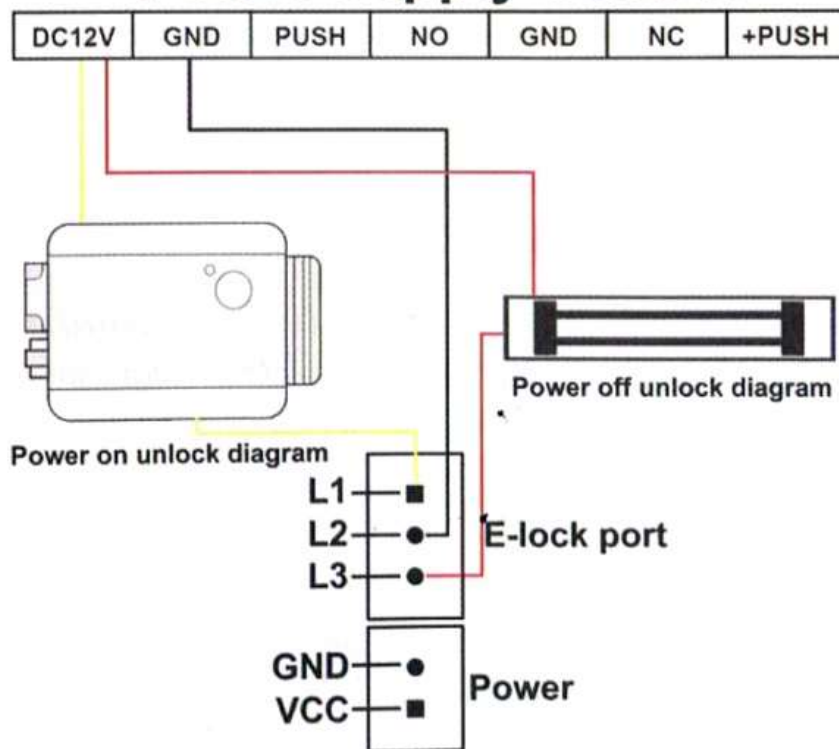 DC12V GND PUSH NO GND NC +PUSH
Power off unlock diagram
Power on unlock diagram
L1
L2 E-lock port
L3
GND
Power
VCC